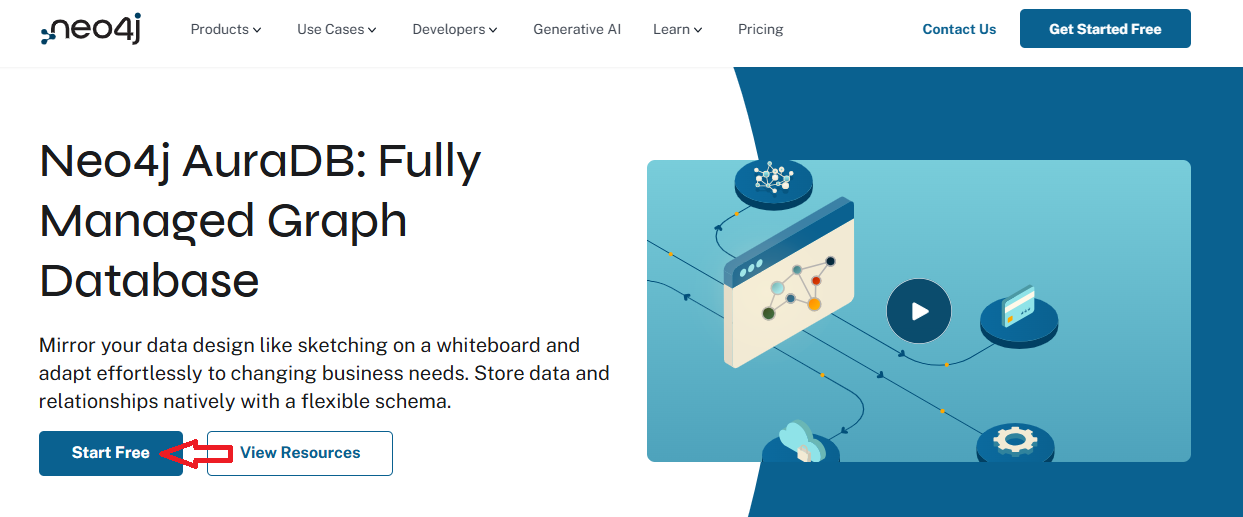 neo4j
Products
Use Cases
Developers
Generative AI
Learn
Pricing
Contact Us
Get Started Free
Neo4j AuraDB: Fully
Managed Graph
Database
Mirror your data design like sketching on a whiteboard and
adapt effortlessly to changing business needs. Store data and
relationships natively with a flexible schema.
Start Free
View Resources